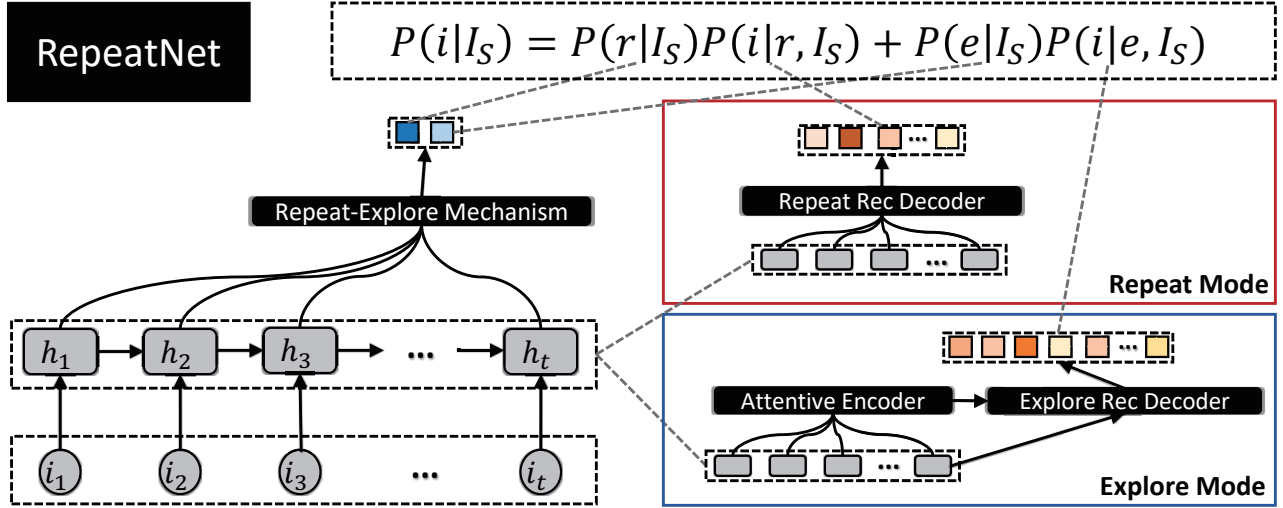 RepeatNet
P(i|I_S) = P(r|I_S)P(i|r, I_S) + P(e|I_S)P(i|e, I_S)
...
Repeat-Explore Mechanism
Repeat Rec Decoder
...
Repeat Mode
h_1 h_2 h_3 ... h_t
...
Attentive Encoder Explore Rec Decoder
...
i_1 i_2 i_3 ... i_t
Explore Mode